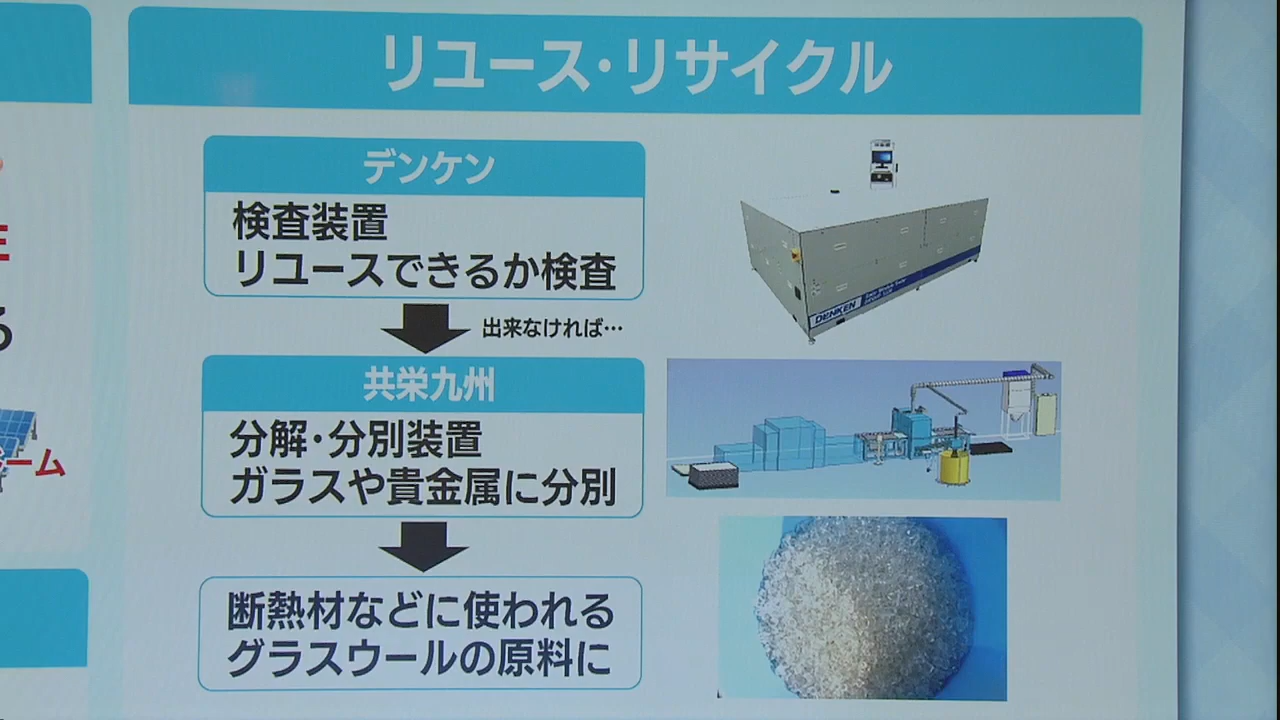 リユース・リサイクル
デンケン
検査装置
リユースできるか検査
出来なければ…
共栄九州
分解・分別装置
ガラスや貴金属に分別
断熱材などに使われる
グラスウールの原料に
DENKEN
る
ーム